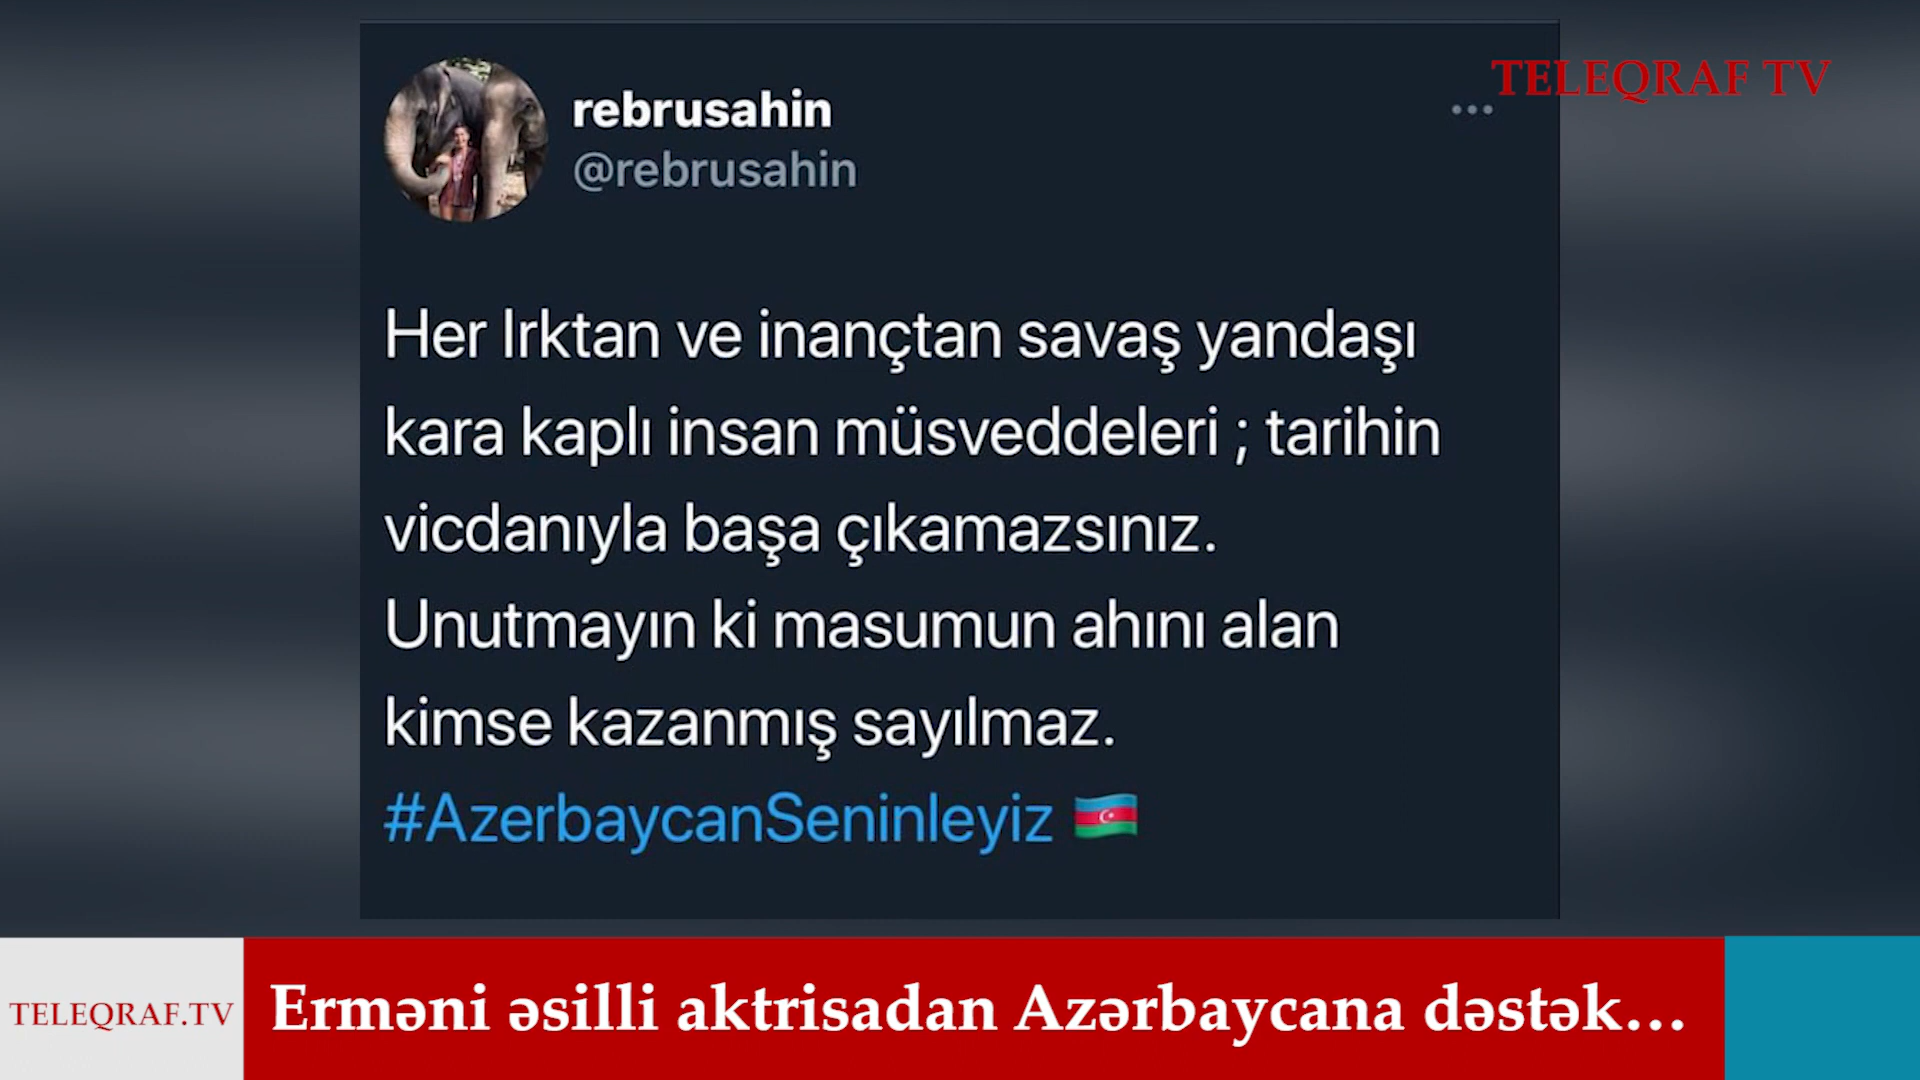 TELEQRAF TV
rebrusahin
@rebrusahin
Her Irktan ve inançtan savaş yandaşı
kara kaplı insan müsveddeleri ; tarihin
vicdanıyla başa çıkamazsınız.
Unutmayın ki masumun ahını alan
kimse kazanmış sayılmaz.
#AzerbaycanSeninleyiz 🇦🇿
TELEQRAF.TV
Erməni əsilli aktrisadan Azərbaycana dəstək...